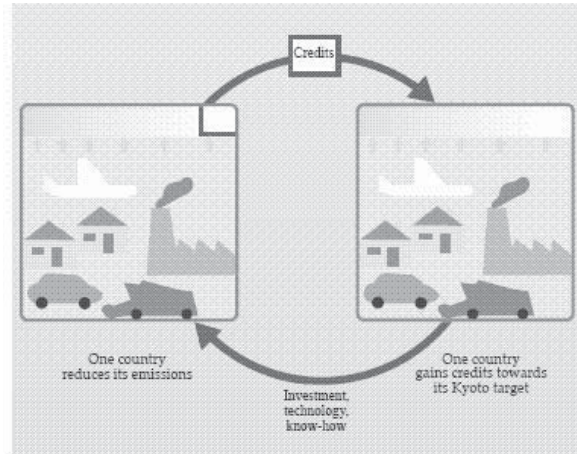 Credits
One country
reduces its emissions
One country
gains credits towards
its Kyoto target
Investment,
technology,
know-how